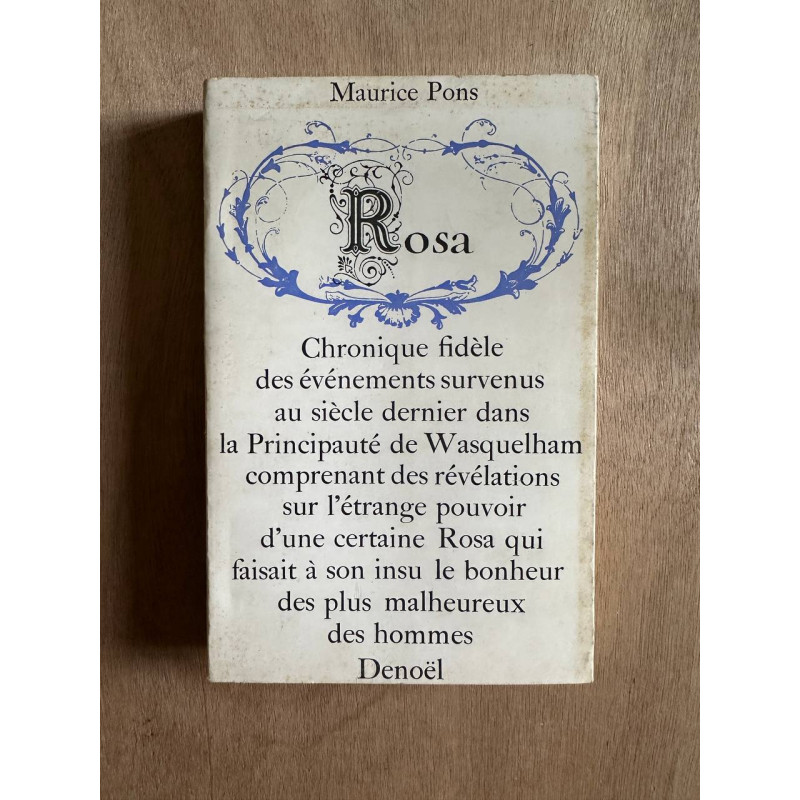 Maurice Pons
Rosa
Chronique fidèle
des événements survenus
au siècle dernier dans
la Principauté de Wasquelham
comprenant des révélations
sur l'étrange pouvoir
d'une certaine Rosa qui
faisait à son insu le bonheur
des plus malheureux
des hommes
Denoël